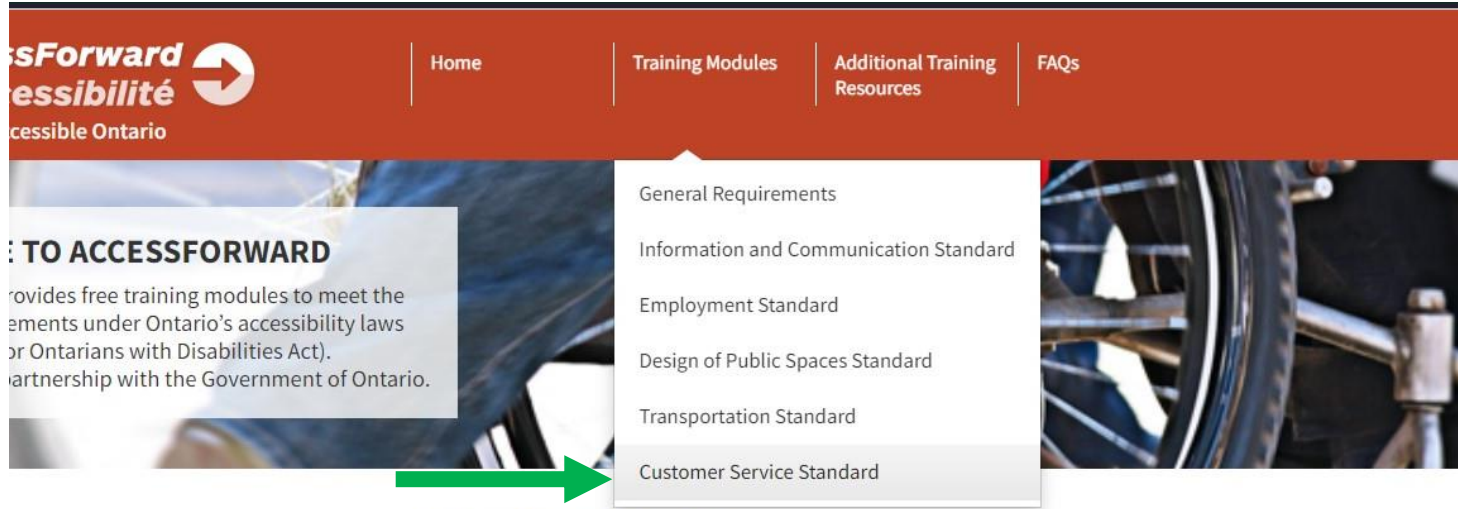 ssForward
essibilité
ccessible Ontario
Home
Training Modules
Additional Training
Resources
FAQs
General Requirements
Information and Communication Standard
Employment Standard
Design of Public Spaces Standard
Transportation Standard
Customer Service Standard
E TO ACCESSFORWARD
rovides free training modules to meet the
ements under Ontario's accessibility laws
or Ontarians with Disabilities Act).
partnership with the Government of Ontario.